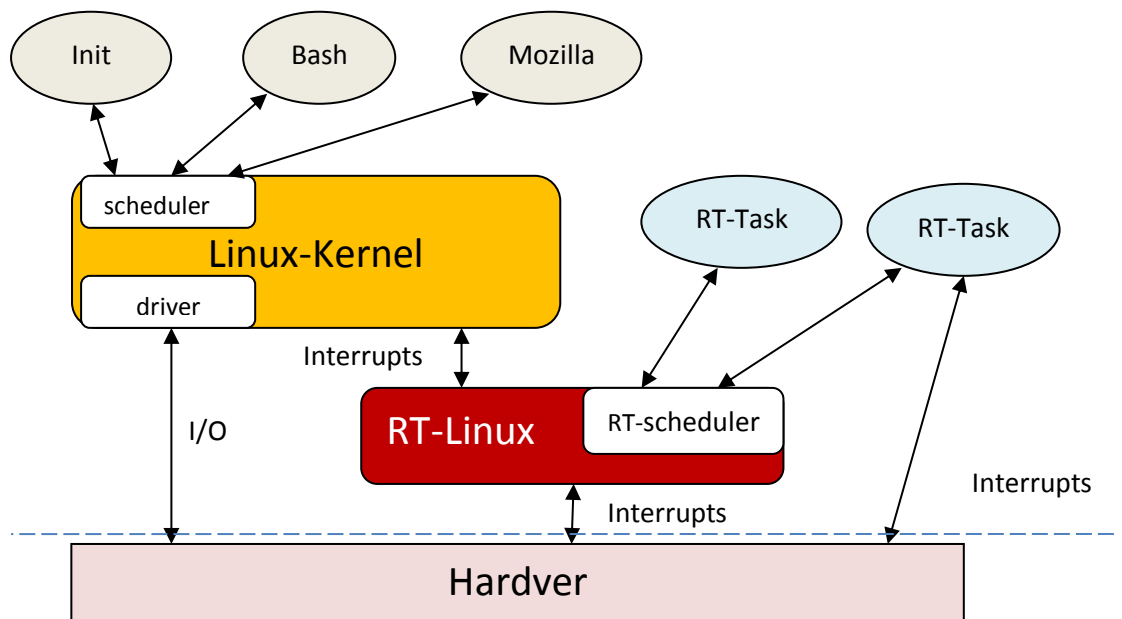 Init
Bash
Mozilla
scheduler
Linux-Kernel
driver
RT-Task
RT-Task
Interrupts
I/O
RT-Linux
RT-scheduler
Interrupts
Interrupts
Hardver